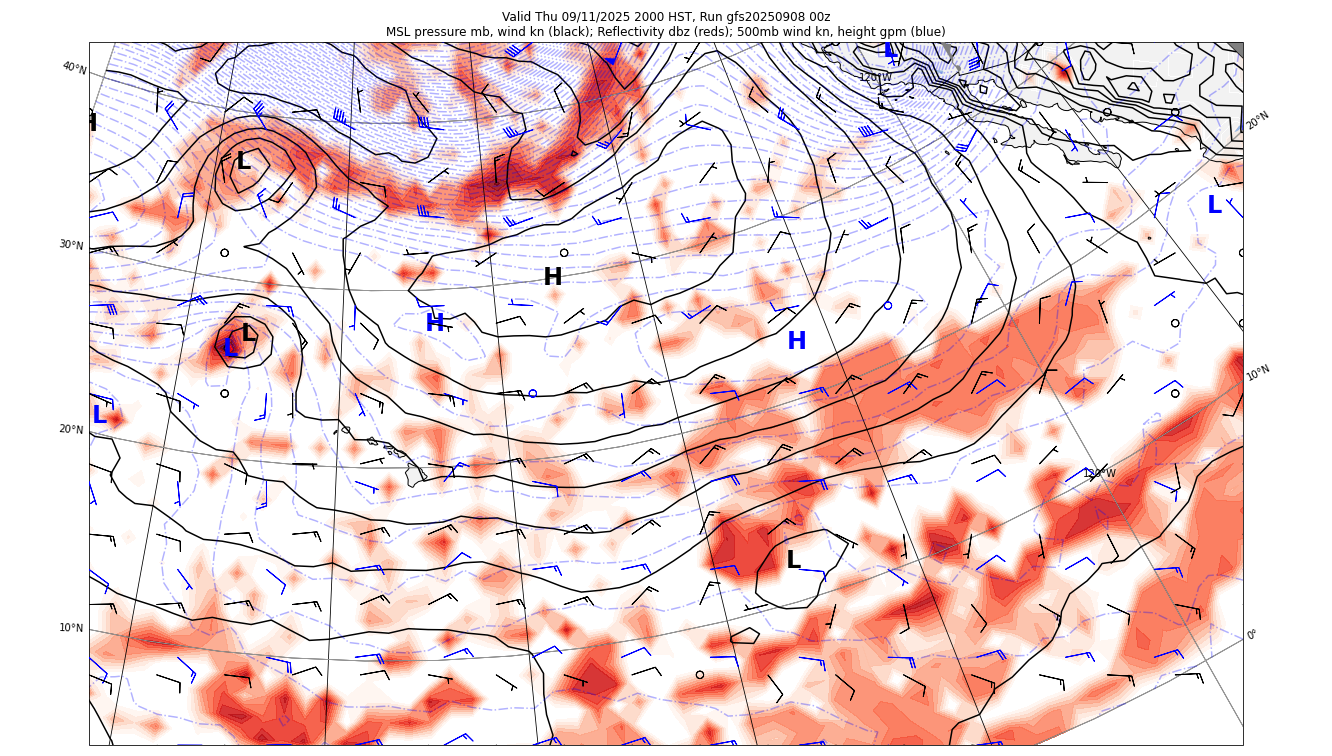 Valid Thu 09/11/2025 2000 HST, Run gfs20250908 00z
MSL pressure mb, wind kn (black); Reflectivity dbz (reds); 500mb wind kn, height gpm (blue)
L
40°N
120°W
H
20°N
L
L
30°N
H
H
L
L
H
10°N
L
20°N
120°W
L
10°N
0°